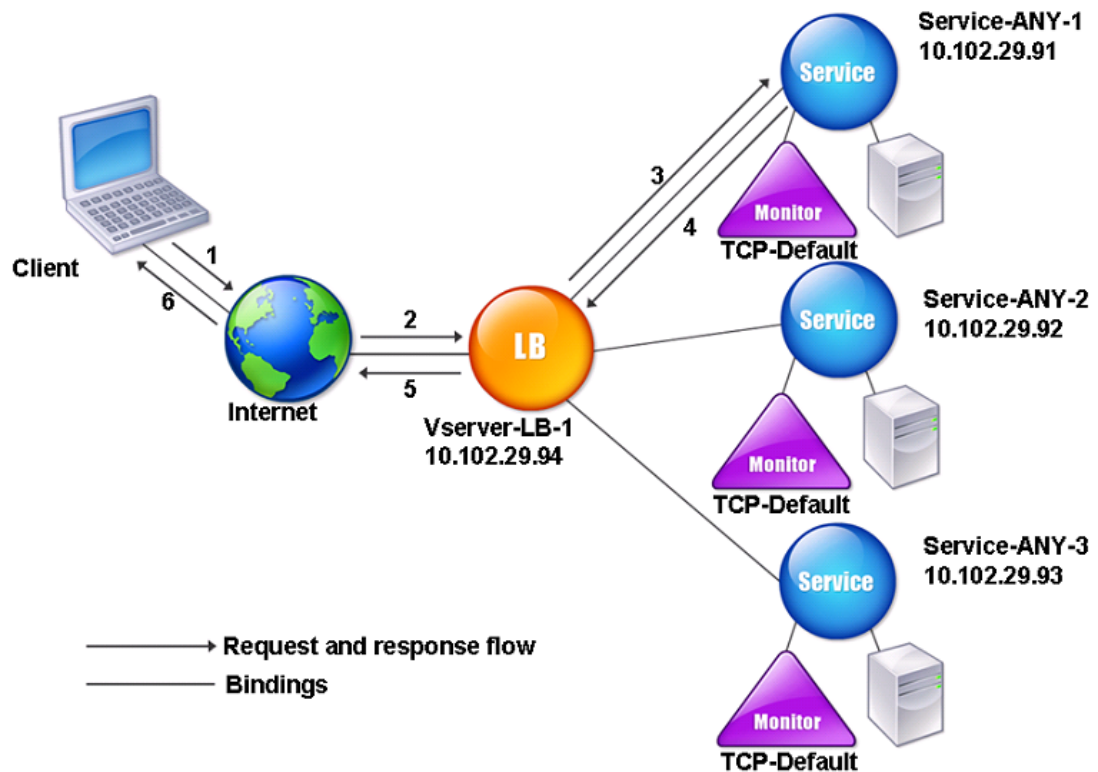 Service-ANY-1
10.102.29.91
Service
3
4
Monitor
TCP-Default
Client
1
6
Internet
2
5
LB
Vserver-LB-1
10.102.29.94
Service-ANY-2
10.102.29.92
Service
Monitor
TCP-Default
Service-ANY-3
10.102.29.93
Service
Monitor
TCP-Default
Request and response flow
Bindings